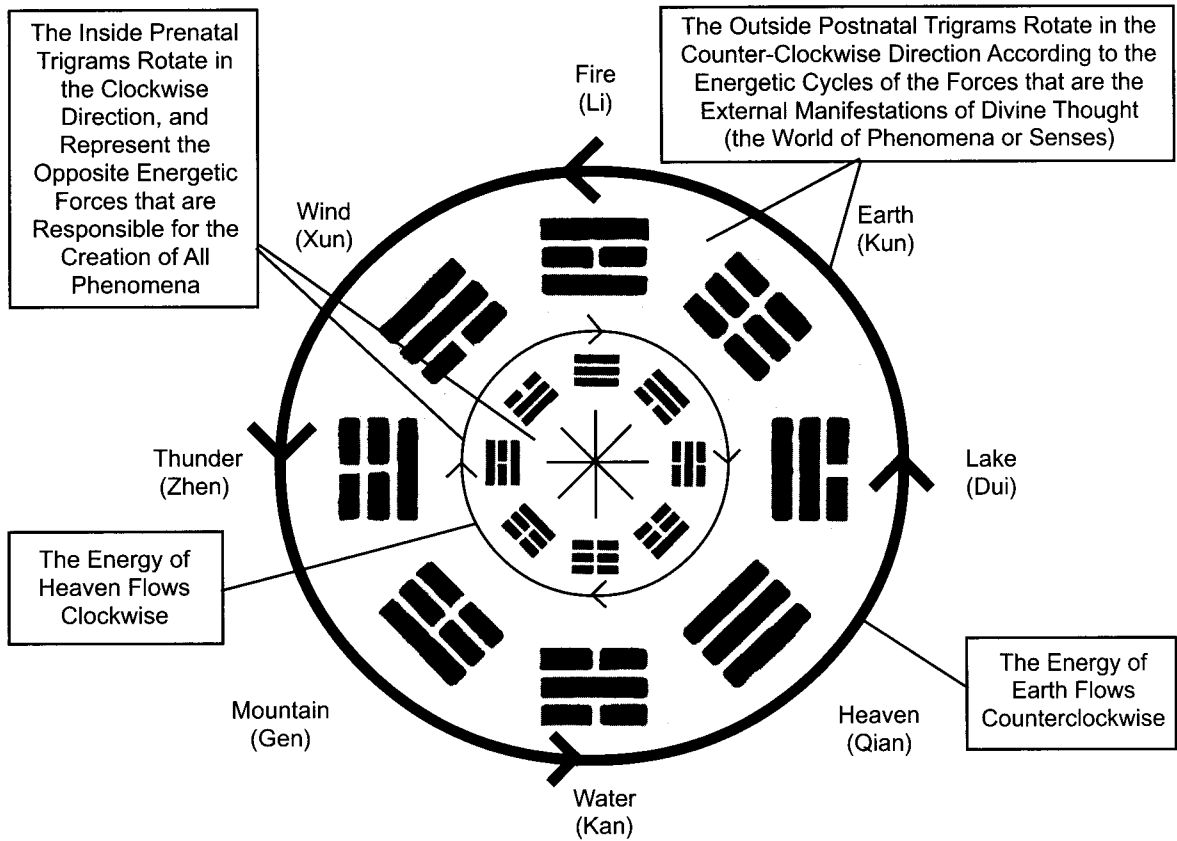 The Inside Prenatal
Trigrams Rotate in
the Clockwise
Direction, and
Represent the
Opposite Energetic
Forces that are
Responsible for the
Creation of All
Phenomena
The Outside Postnatal Trigrams Rotate in the
Counter-Clockwise Direction According to the
Energetic Cycles of the Forces that are the
External Manifestations of Divine Thought
(the World of Phenomena or Senses)
Fire
(Li)
Wind
(Xun)
Earth
(Kun)
Thunder
(Zhen)
Lake
(Dui)
The Energy of
Heaven Flows
Clockwise
Mountain
(Gen)
Heaven
(Qian)
The Energy of
Earth Flows
Counterclockwise
Water
(Kan)